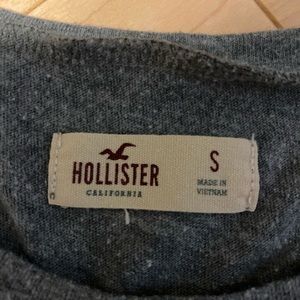 HOLLISTER
CALIFORNIA
S
MADE IN
VIETNAM